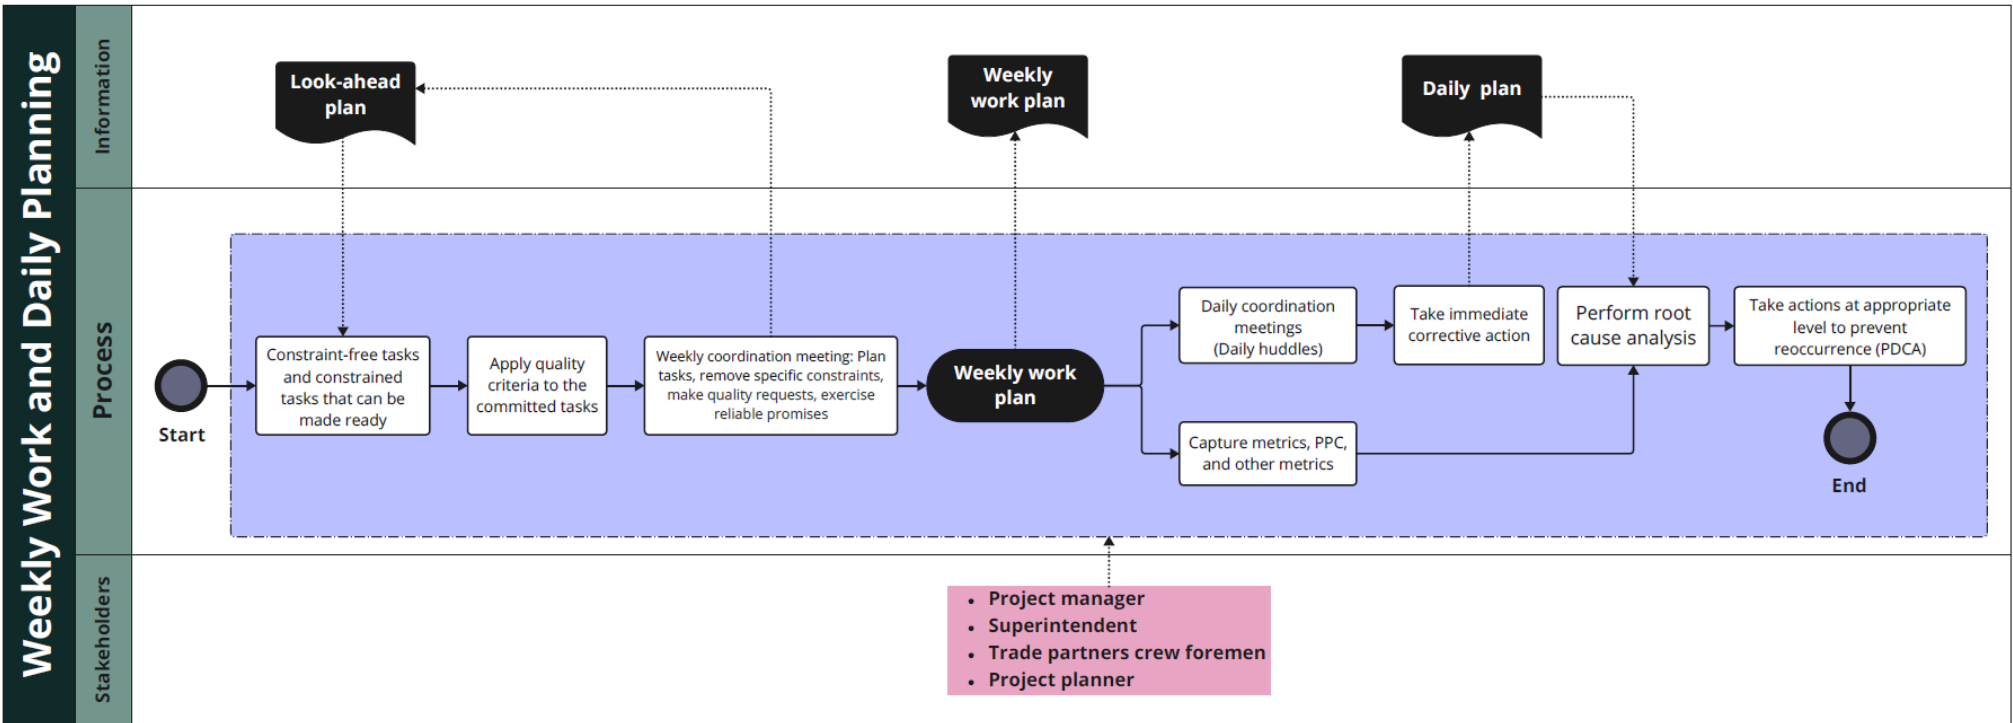 Weekly Work and Daily Planning
Information
Look-ahead
plan
Weekly
work plan
Daily plan
Process
Start
Constraint-free tasks
and constrained
tasks that can be
made ready
Apply quality
criteria to the
committed tasks
Weekly coordination meeting: Plan
tasks, remove specific constraints,
make quality requests, exercise
reliable promises
Weekly work
plan
Daily coordination
meetings
(Daily huddles)
Take immediate
corrective action
Capture metrics, PPC,
and other metrics
Perform root
cause analysis
Take actions at appropriate
level to prevent
reoccurrence (PDCA)
End
Stakeholders
• Project manager
• Superintendent
• Trade partners crew foremen
• Project planner